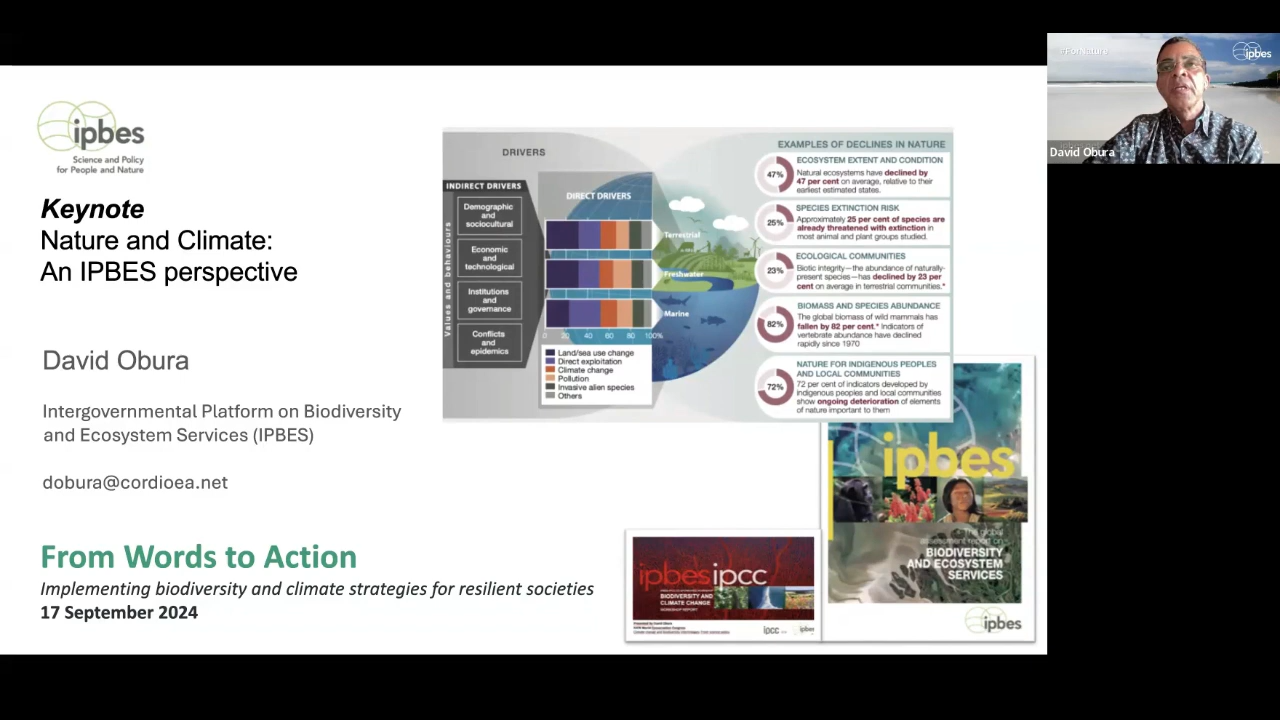 ipbes
Science and Policy
for People and Nature
Keynote
Nature and Climate:
An IPBES perspective
David Obura
Intergovernmental Platform on Biodiversity
and Ecosystem Services (IPBES)
dobura@cordioea.net
From Words to Action
Implementing biodiversity and climate strategies for resilient societies
17 September 2024
DRIVERS
INDIRECT DRIVERS
Values and behaviours
Demographic
and
sociocultural
Economic
and
technological
Institutions
and
governance
Conflicts
and
epidemics
DIRECT DRIVERS
Terrestrial
Freshwater
Marine
0 20 40 60 80 100%
Land/sea use change
Direct exploitation
Climate change
Pollution
Invasive alien species
Others
EXAMPLES OF DECLINES IN NATURE
47%
ECOSYSTEM EXTENT AND CONDITION
Natural ecosystems have declined by
47 per cent on average, relative to their
earliest estimated states.
25%
SPECIES EXTINCTION RISK
Approximately 25 per cent of species are
already threatened with extinction in
most animal and plant groups studied.
23%
ECOLOGICAL COMMUNITIES
Biotic integrity—the abundance of naturally-
present species—has declined by 23 per
cent on average in terrestrial communities.*
82%
BIOMASS AND SPECIES ABUNDANCE
The global biomass of wild mammals has
fallen by 82 per cent.* Indicators of
vertebrate abundance have declined
rapidly since 1970
72%
NATURE FOR INDIGENOUS PEOPLES
AND LOCAL COMMUNITIES
72 per cent of indicators developed by
indigenous peoples and local communities
show ongoing deterioration of elements
of nature important to them
ipbes
The global
assessment report on
BIODIVERSITY
AND ECOSYSTEM
SERVICES
ipbes
ipbes ipcc
BIODIVERSITY AND
CLIMATE CHANGE
WORKSHOP REPORT
ipcc
ipbes
#ForNature
ipbes
David Obura